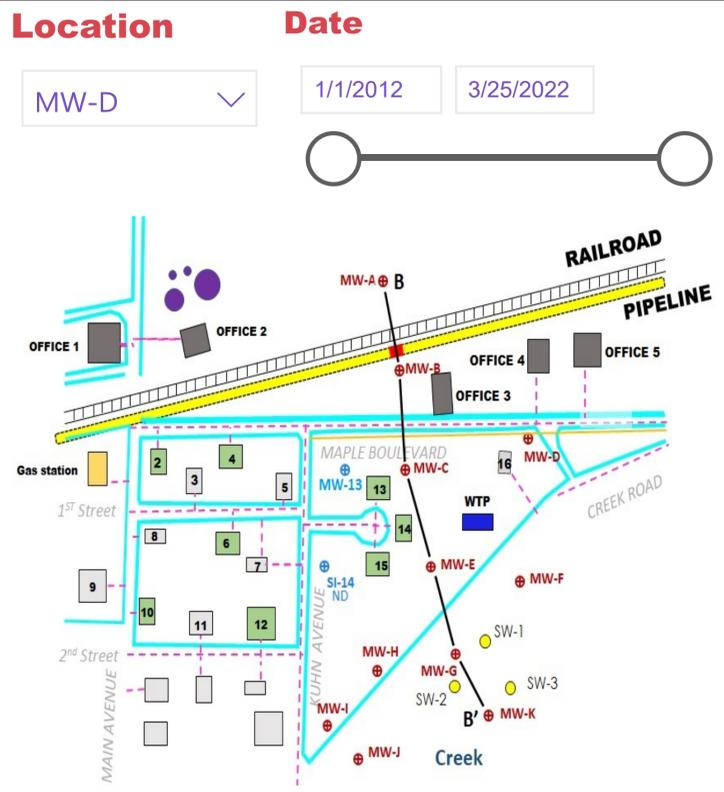 Location
Date
MW-D
1/1/2012
3/25/2022
RAILROAD
MW-A
B
PIPELINE
OFFICE 2
OFFICE 1
OFFICE 4
OFFICE 5
MW-B
OFFICE 3
MAPLE BOULEVARD
MW-D
Gas station
2
4
3
5
MW-13
13
MW-C
16
CREEK ROAD
1ST Street
WTP
8
6
7
14
15
MW-E
9
SI-14
ND
MW-F
10
11
12
KUHN AVENUE
SW-1
2nd Street
MW-H
MW-G
MAIN AVENUE
SW-2
SW-3
MW-I
B'
MW-K
MW-J
Creek